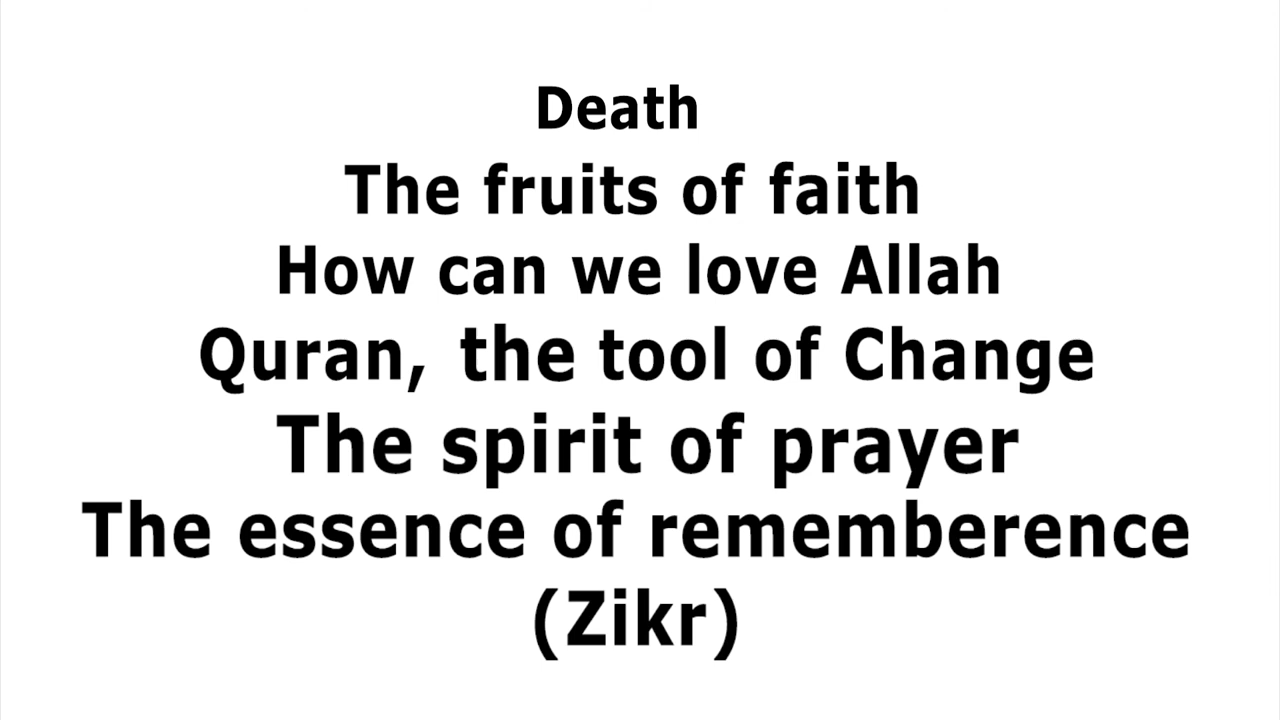 Death
The fruits of faith
How can we love Allah
Quran, the tool of Change
The spirit of prayer
The essence of rememberence
(Zikr)